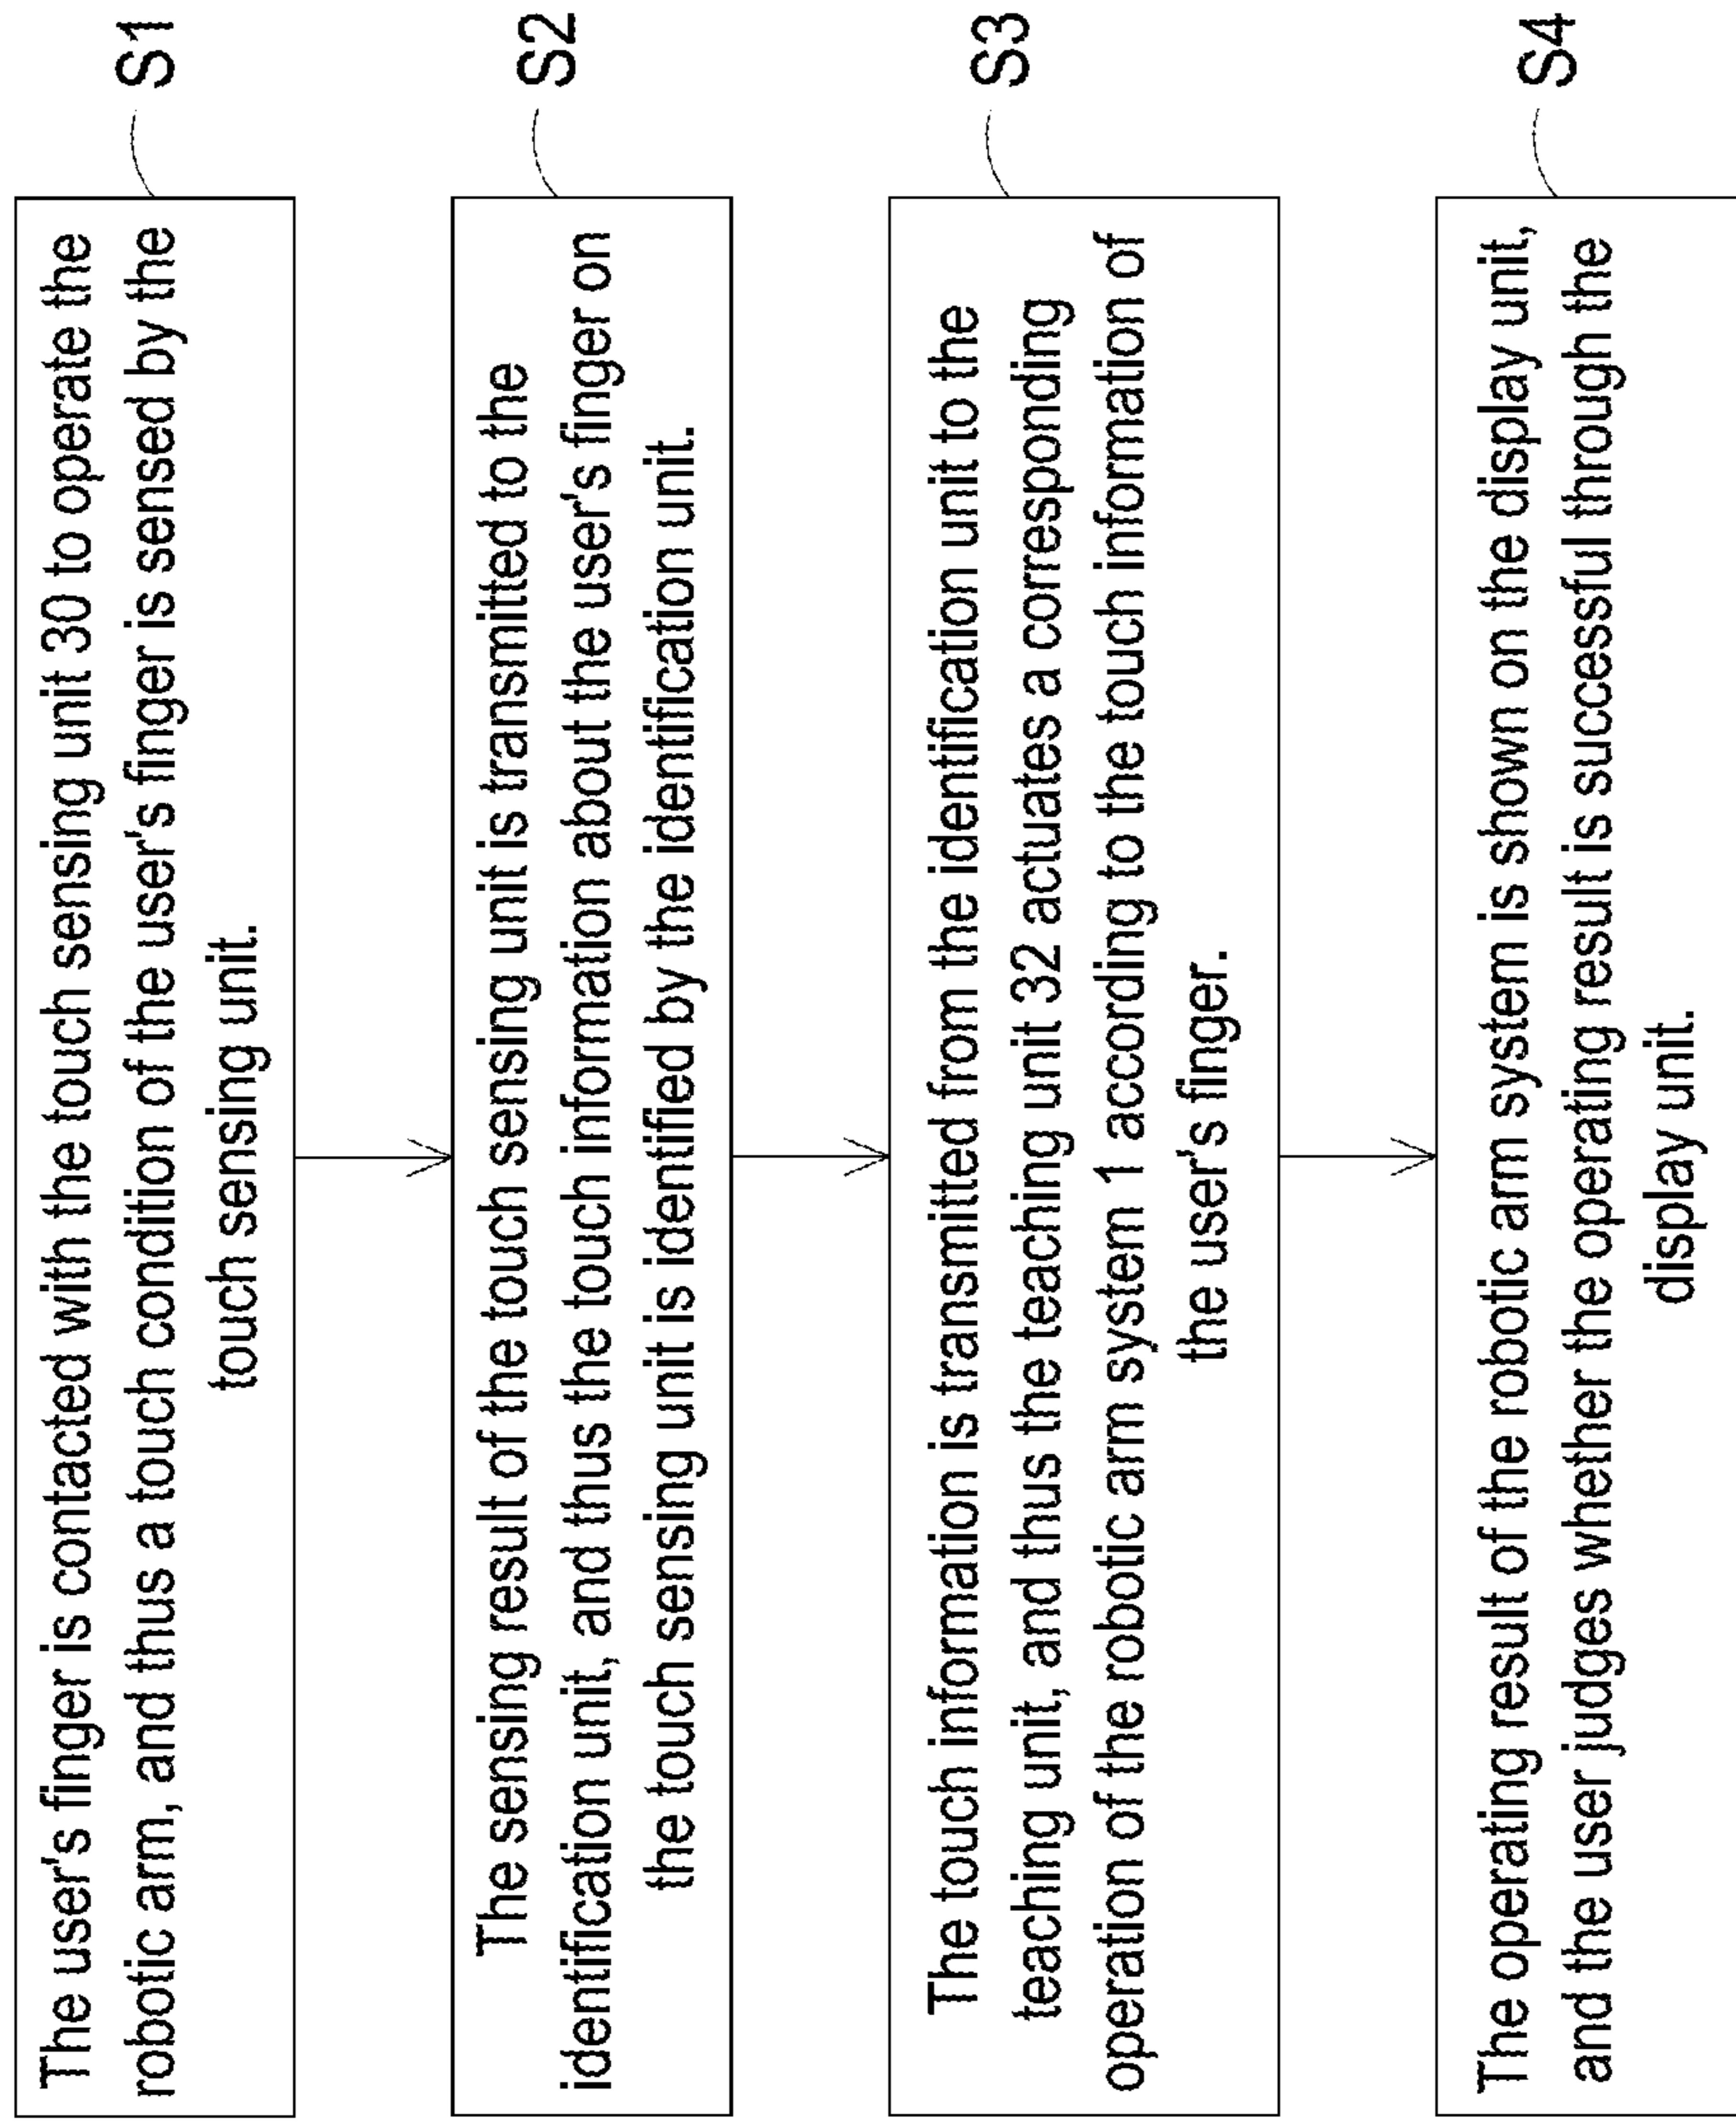 The user's finger is contacted with the touch sensing unit 30 to operate the
robotic arm, and thus a touch condition of the user's finger is sensed by the
touch sensing unit.
S1
The sensing result of the touch sensing unit is transmitted to the
identification unit, and thus the touch information about the user's finger on
the touch sensing unit is identified by the identification unit.
S2
The touch information is transmitted from the identification unit to the
teaching unit, and thus the teaching unit 32 actuates a corresponding
operation of the robotic arm system 1 according to the touch information of
the user's finger.
S3
The operating result of the robotic arm system is shown on the display unit,
and the user judges whether the operating result is successful through the
display unit.
S4